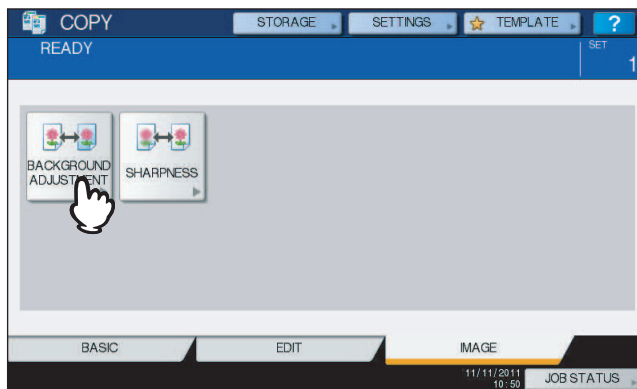 COPY
STORAGE
SETTINGS
TEMPLATE
?
READY
SET
1
BACKGROUND
ADJUSTMENT
SHARPNESS
BASIC
EDIT
IMAGE
11/11/2011
10:50
JOB STATUS